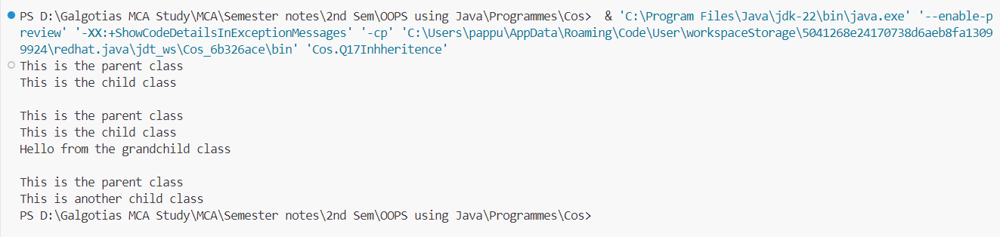 PS D:\Galgotias MCA Study\MCA\Semester notes\2nd Sem\OOPS using Java\Programmes\Cos>  & 'C:\Program Files\Java\jdk-22\bin\java.exe' '--enable-p
review' '-XX:+ShowCodeDetailsInExceptionMessages' '-cp' 'C:\Users\pappu\AppData\Roaming\Code\User\workspaceStorage\5041268e24170738d6aeb8fa1309
9924\redhat.java\jdt_ws\Cos_6b326ace\bin' 'Cos.Q17Inhheritence'
This is the parent class
This is the child class

This is the parent class
This is the child class
Hello from the grandchild class

This is the parent class
This is another child class
PS D:\Galgotias MCA Study\MCA\Semester notes\2nd Sem\OOPS using Java\Programmes\Cos>